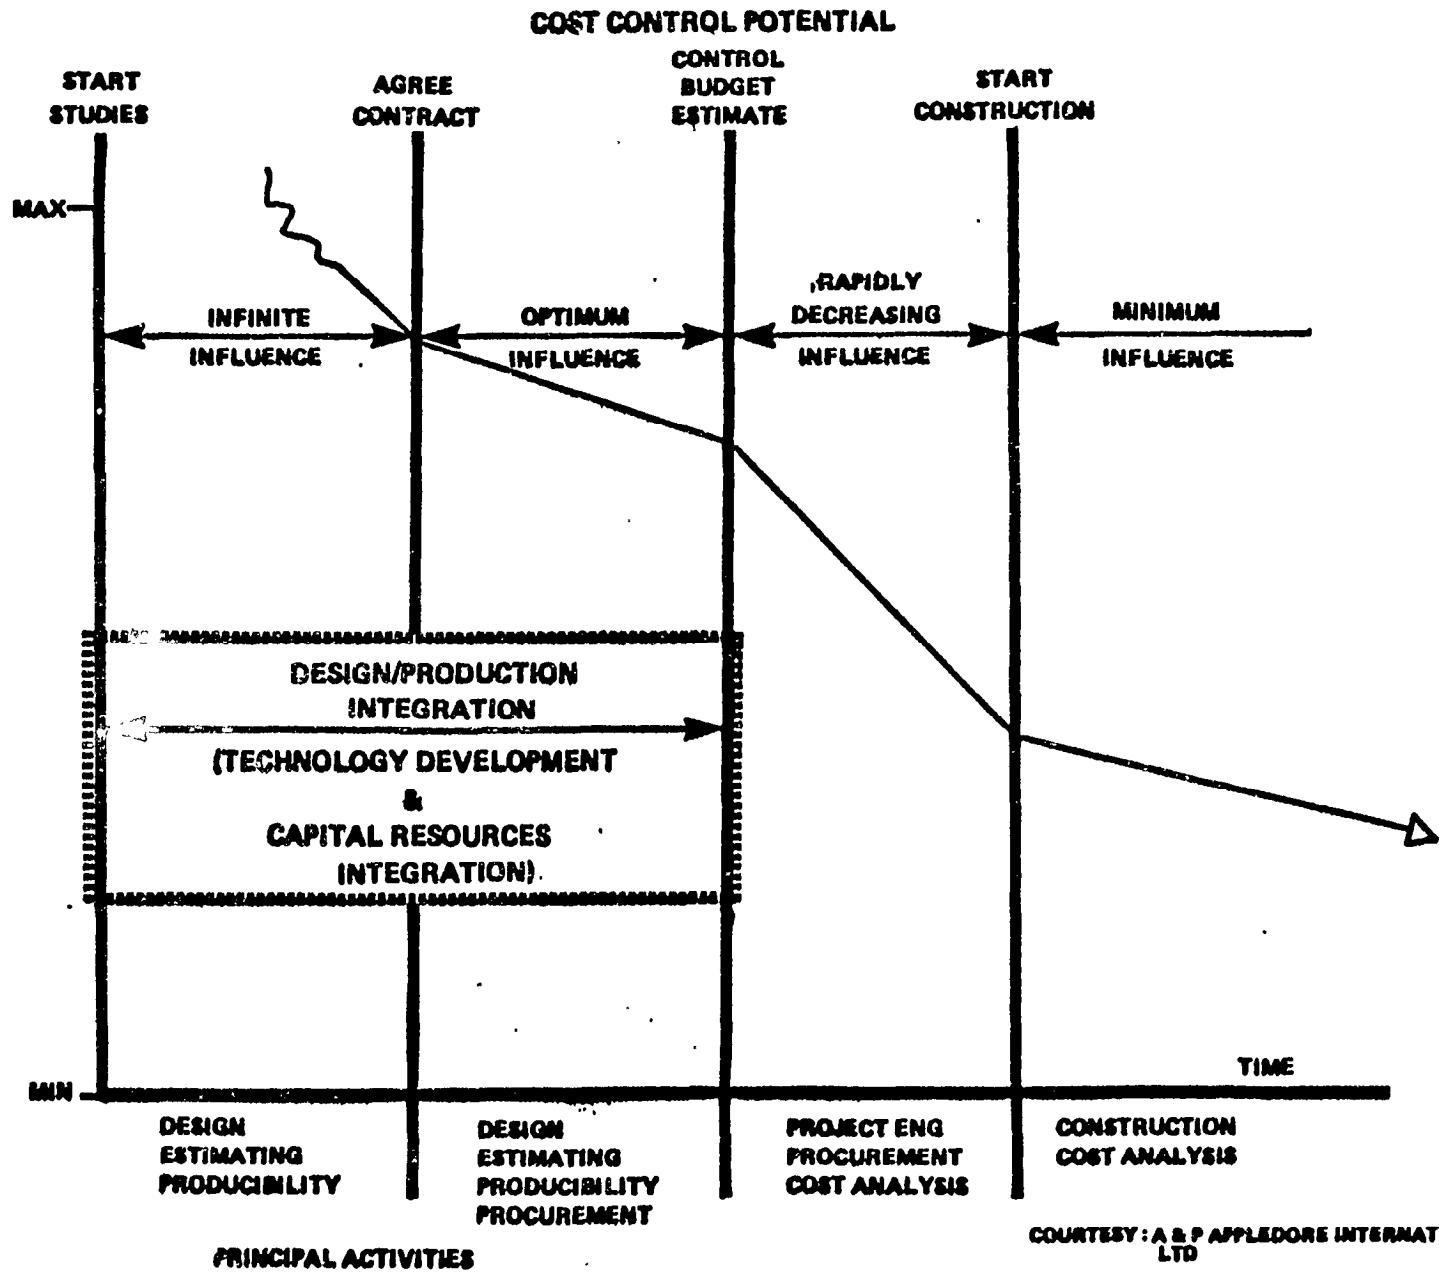 COST CONTROL POTENTIAL
START
STUDIES
AGREE
CONTRACT
CONTROL
BUDGET
ESTIMATE
START
CONSTRUCTION
MAX
INFINITE
INFLUENCE
OPTIMUM
INFLUENCE
RAPIDLY
DECREASING
INFLUENCE
MINIMUM
INFLUENCE
DESIGN/PRODUCTION
INTEGRATION
(TECHNOLOGY DEVELOPMENT
&
CAPITAL RESOURCES
INTEGRATION)
MIN
TIME
DESIGN
ESTIMATING
PRODUCIBILITY
DESIGN
ESTIMATING
PRODUCIBILITY
PROCUREMENT
PROJECT ENG
PROCUREMENT
COST ANALYSIS
CONSTRUCTION
COST ANALYSIS
PRINCIPAL ACTIVITIES
COURTESY : A & P APPLEDORE INTERNAT
LTD